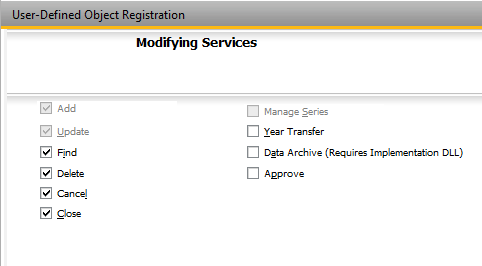 User-Defined Object Registration
Modifying Services
Add
Update
Find
Delete
Cancel
Close
Manage Series
Year Transfer
Data Archive (Requires Implementation DLL)
Approve